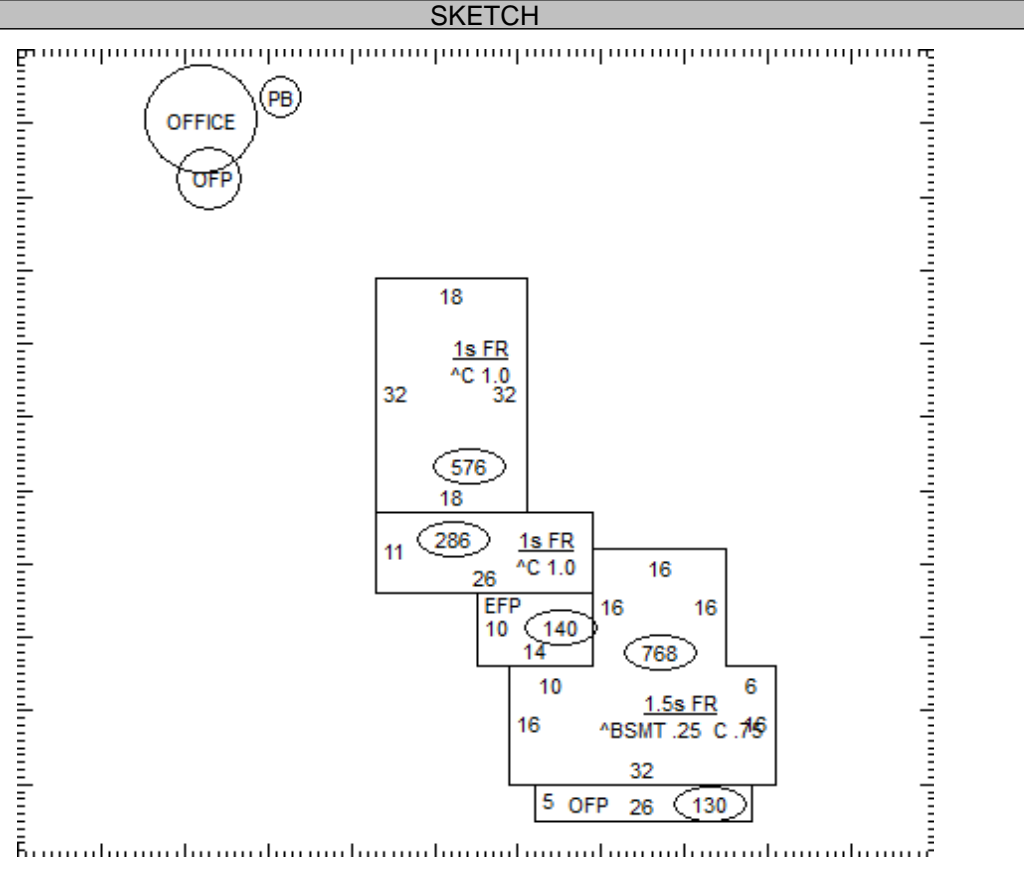 SKETCH
PB
OFFICE
OFP
18
1s FR
^C 1.0
32 32
576
18
286 1s FR
11
^C 1.0
26
16
EFP 16 16
10 140
14 768
10 6
1.5s FR
16 ^BSMT .25 C .75 16
32
5 OFP 26 130